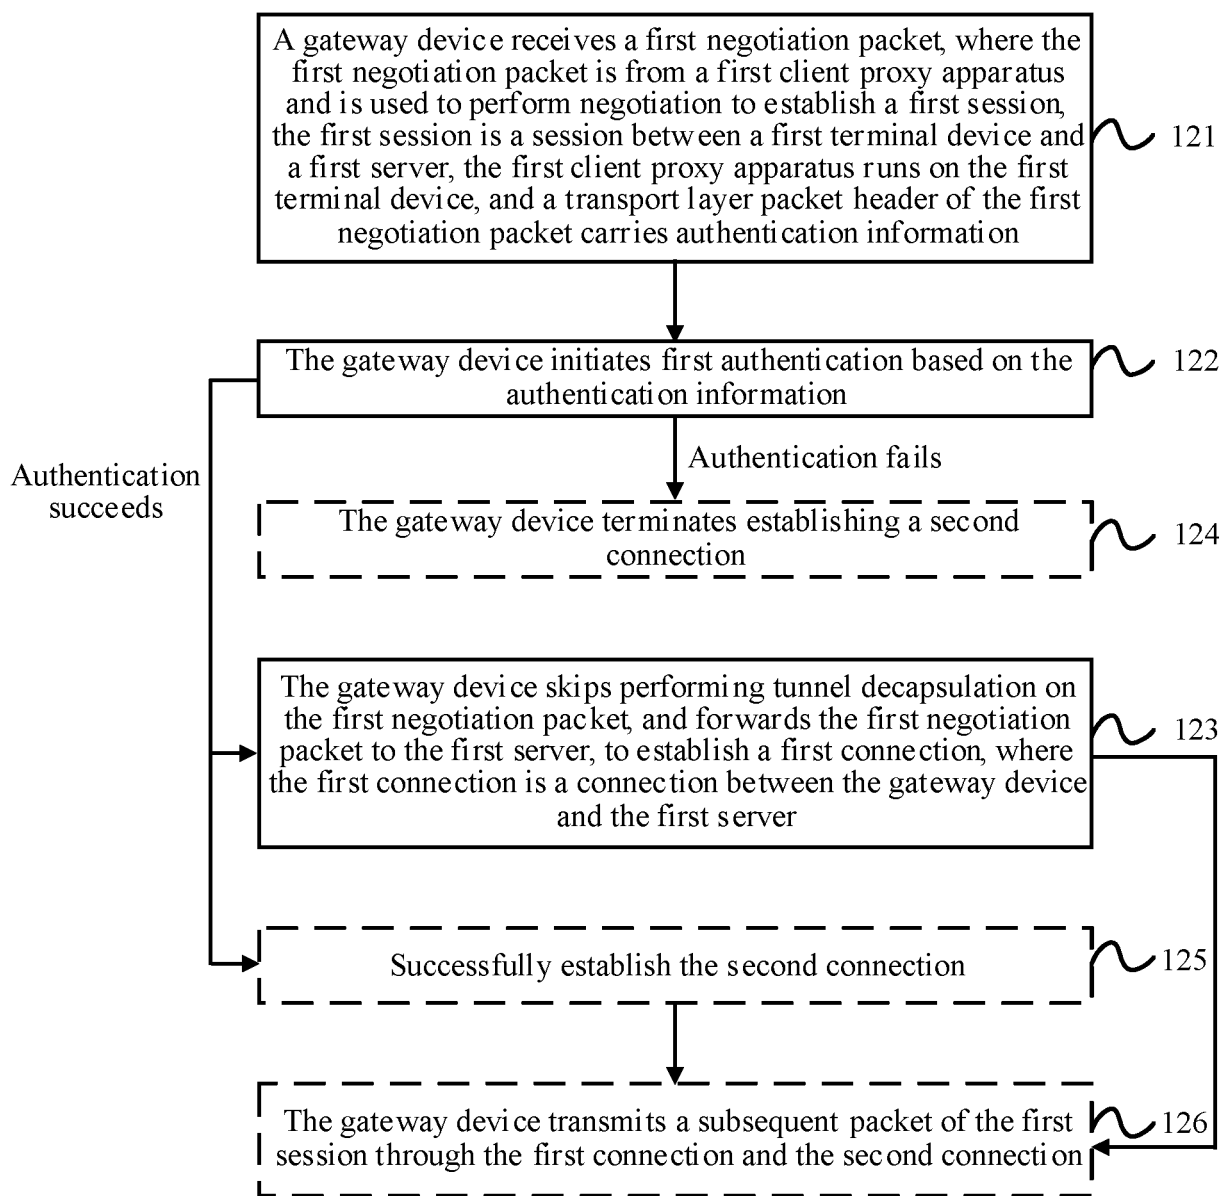 A gateway device receives a first negotiation packet, where the
first negotiation packet is from a first client proxy apparatus
and is used to perform negotiation to establish a first session,
the first session is a session between a first terminal device and
a first server, the first client proxy apparatus runs on the first
terminal device, and a transport layer packet header of the first
negotiation packet carries authentication information
121
The gateway device initiates first authentication based on the
authentication information
122
Authentication
succeeds
Authentication fails
The gateway device terminates establishing a second
connection
124
The gateway device skips performing tunnel decapsulation on
the first negotiation packet, and forwards the first negotiation
packet to the first server, to establish a first connection, where
the first connection is a connection between the gateway device
and the first server
123
Successfully establish the second connection
125
The gateway device transmits a subsequent packet of the first
session through the first connection and the second connection
126